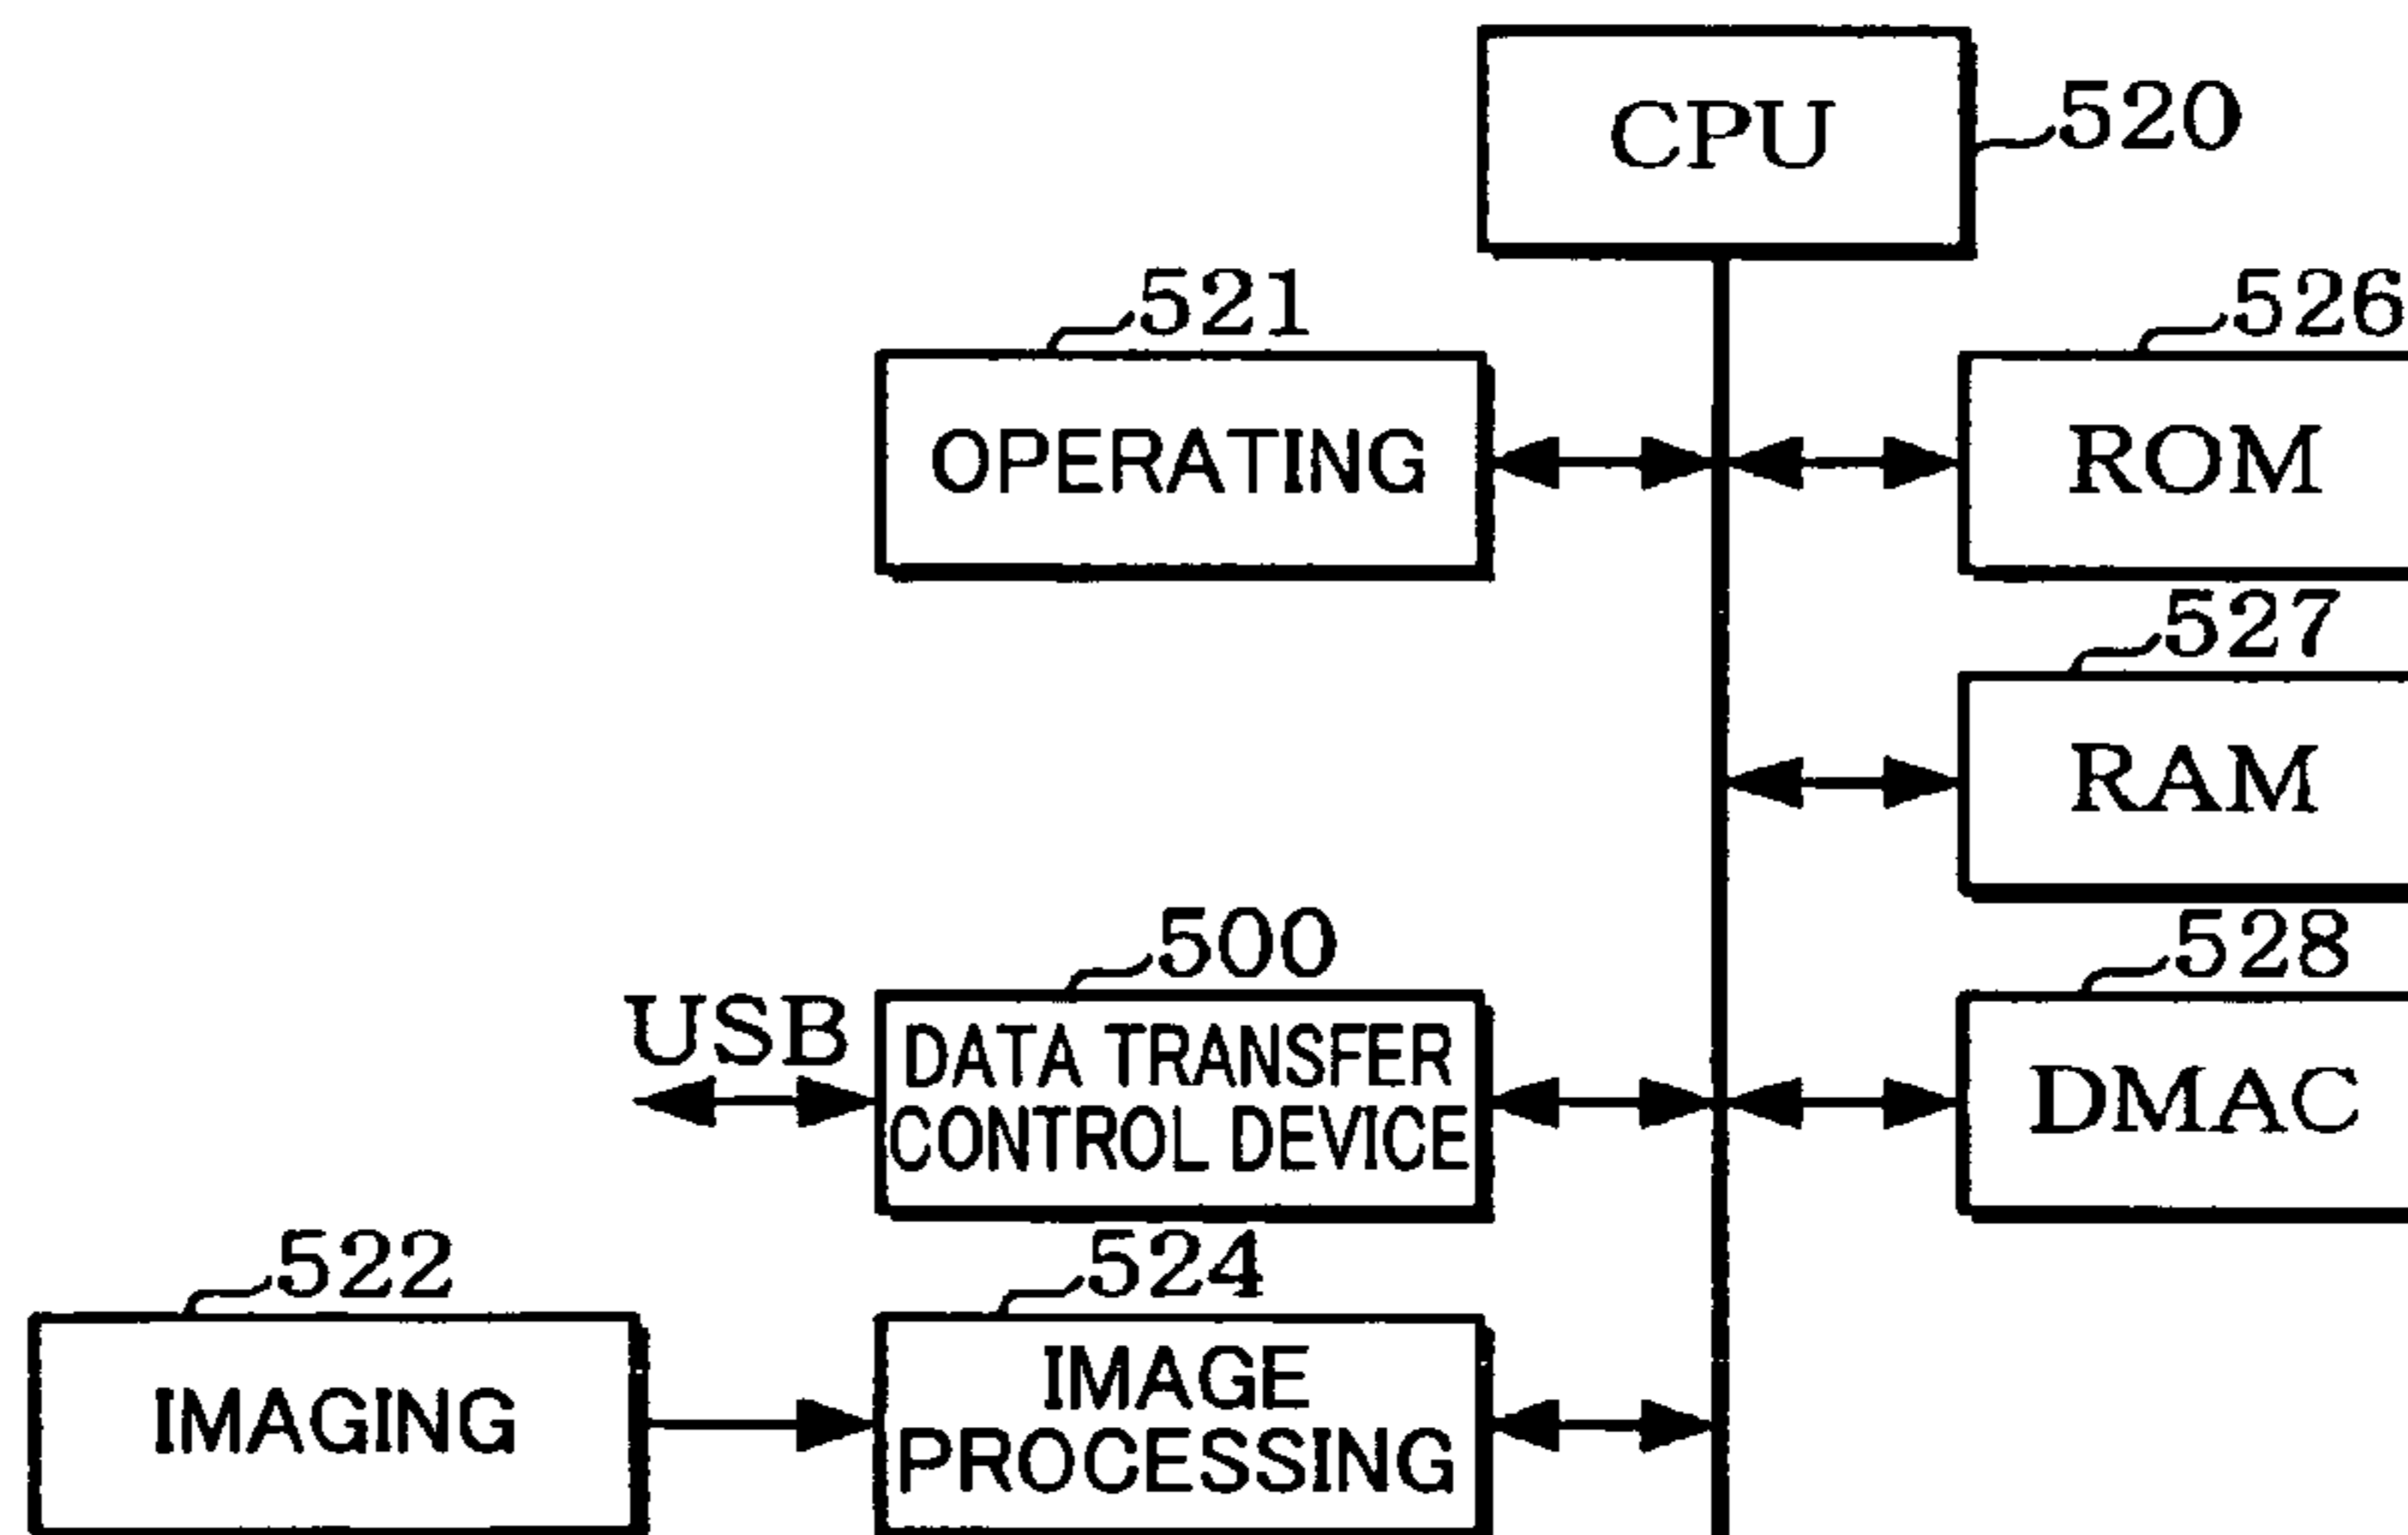 CPU
520
521
526
OPERATING
ROM
527
RAM
500
528
USB
DATA TRANSFER
CONTROL DEVICE
DMAC
522
524
IMAGING
IMAGE
PROCESSING